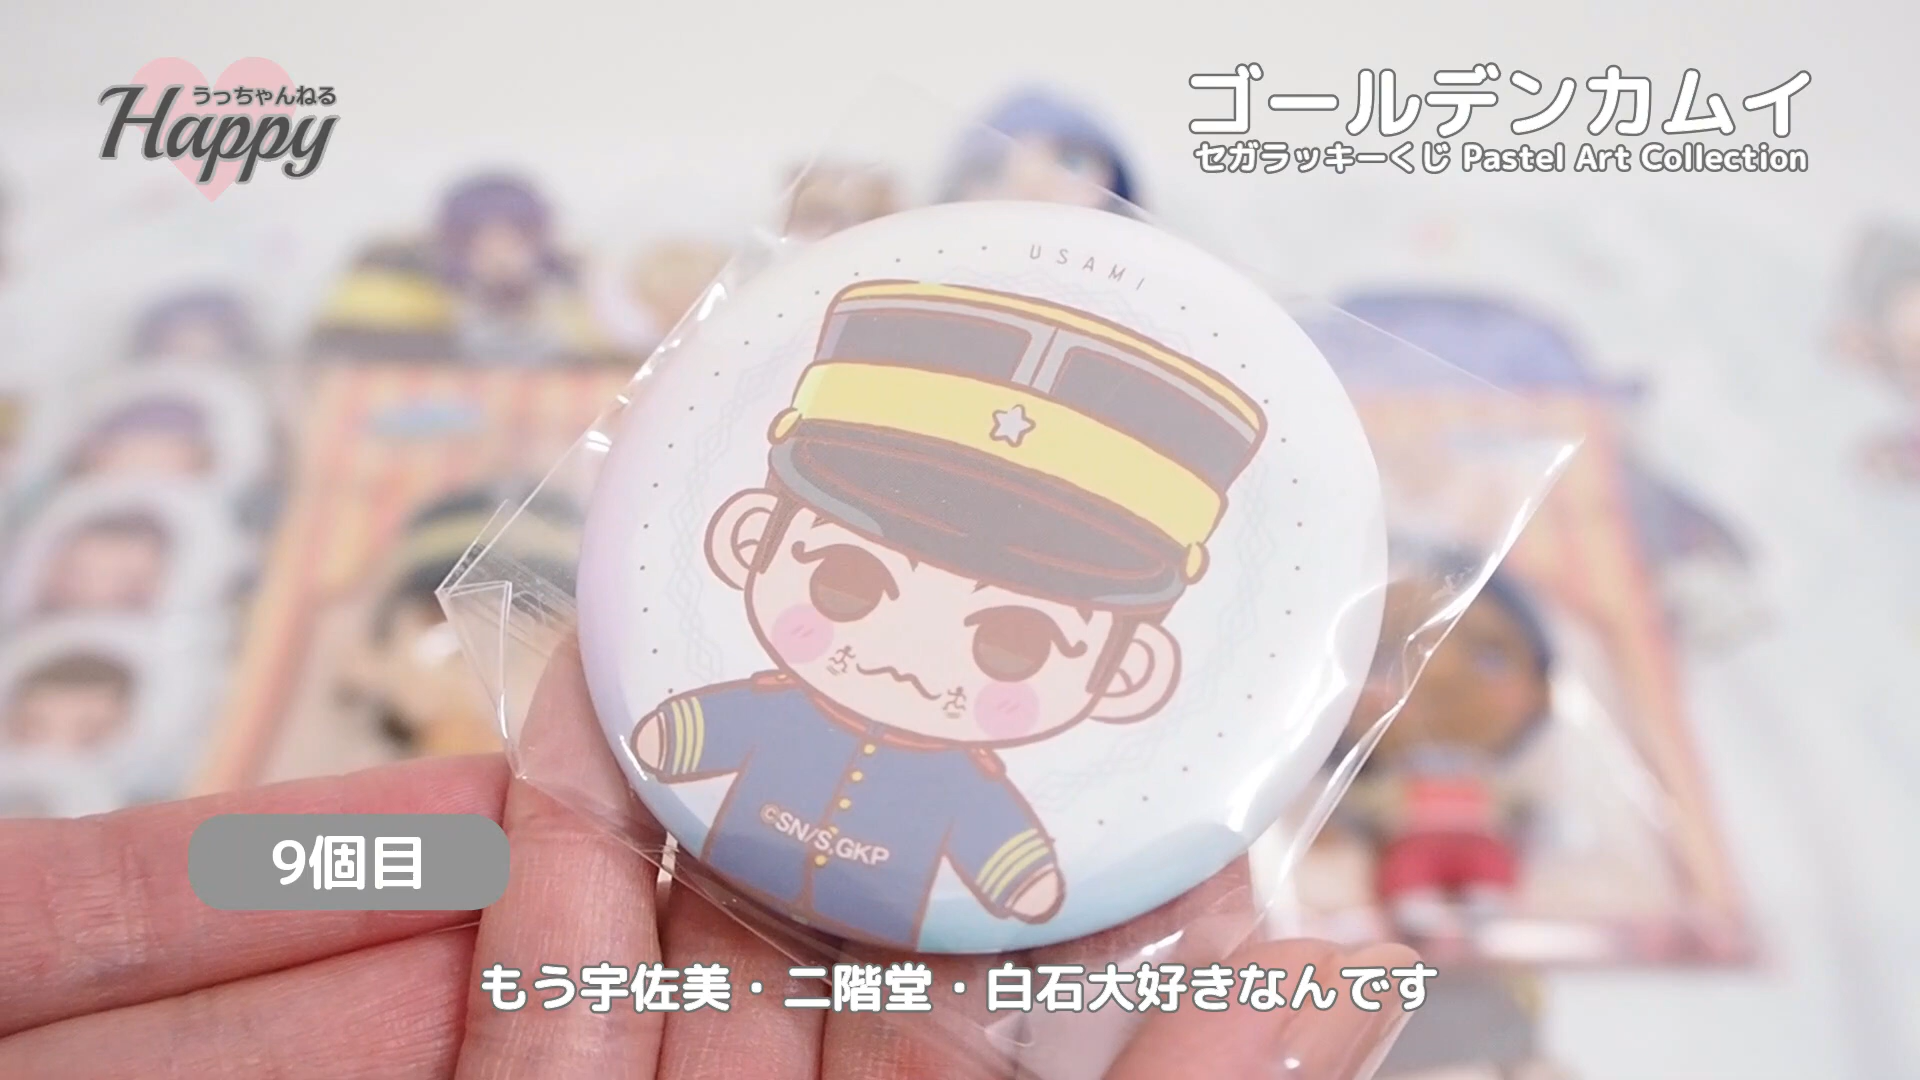 うっちゃんねる
Happy
ゴールデンカムイ
セガラッキーくじ Pastel Art Collection
USAMI
©SN/S,GKP
9個目
もう宇佐美・二階堂・白石大好きなんです